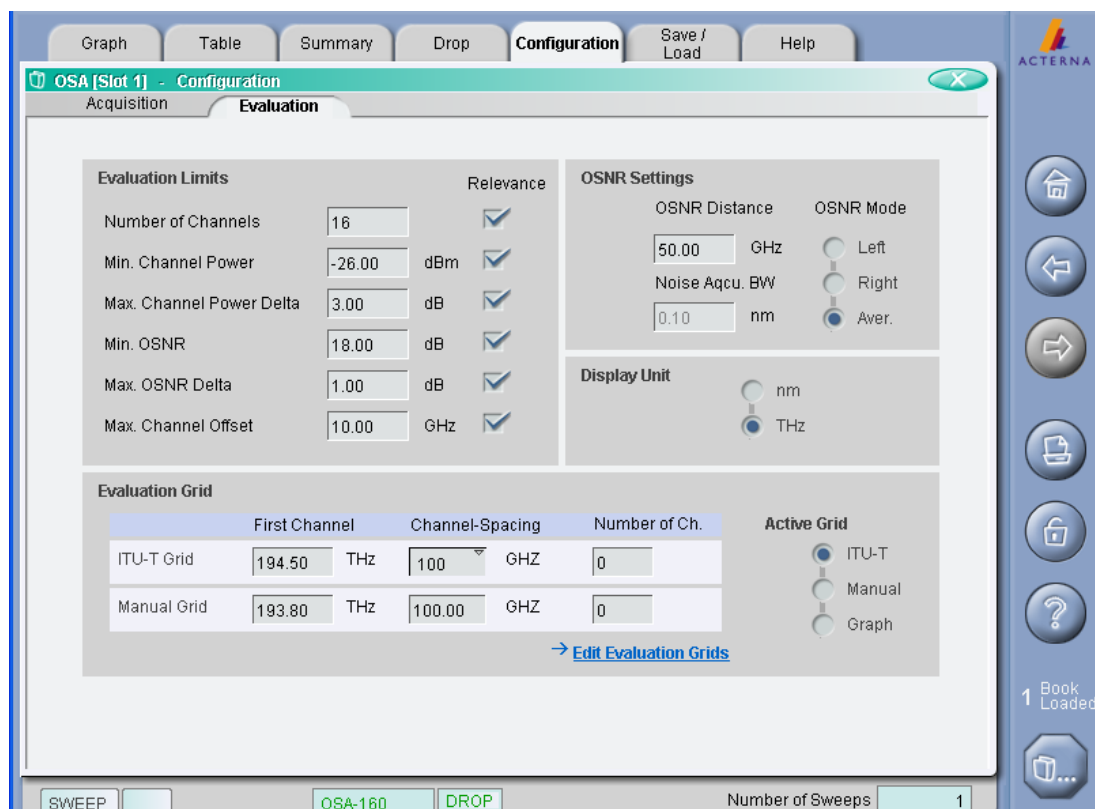 Graph Table Summary Drop Configuration Save / Load Help
ACTERNA
OSA [Slot 1] - Configuration
Acquisition Evaluation
Evaluation Limits
Relevance
Number of Channels 16
Min. Channel Power -26.00 dBm
Max. Channel Power Delta 3.00 dB
Min. OSNR 18.00 dB
Max. OSNR Delta 1.00 dB
Max. Channel Offset 10.00 GHz
OSNR Settings
OSNR Distance OSNR Mode
50.00 GHz Left
Noise Aqcu. BW Right
0.10 nm Aver.
Display Unit
nm
THz
Evaluation Grid
First Channel Channel-Spacing Number of Ch.
ITU-T Grid 194.50 THz 100 GHZ 0
Manual Grid 193.80 THz 100.00 GHZ 0
Active Grid
ITU-T
Manual
Graph
→ Edit Evaluation Grids
1 Book Loaded
SWEEP OSA-160 DROP Number of Sweeps 1